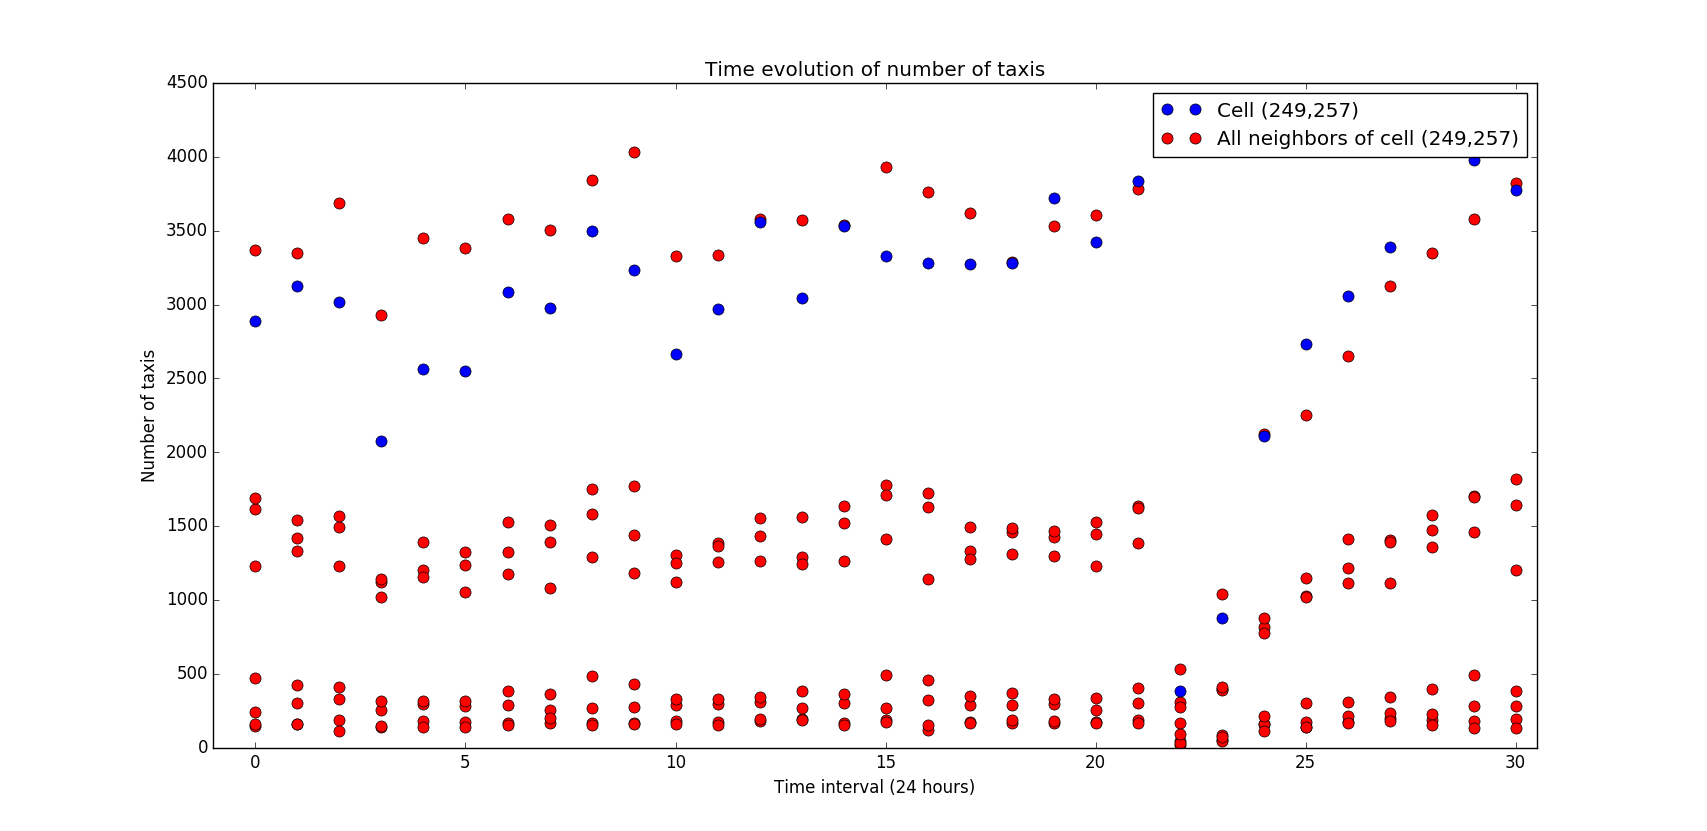 Time evolution of number of taxis
4500
4000
3500
3000
2500
2000
1500
1000
500
0
Number of taxis
Cell (249,257)
All neighbors of cell (249,257)
0 5 10 15 20 25 30
Time interval (24 hours)